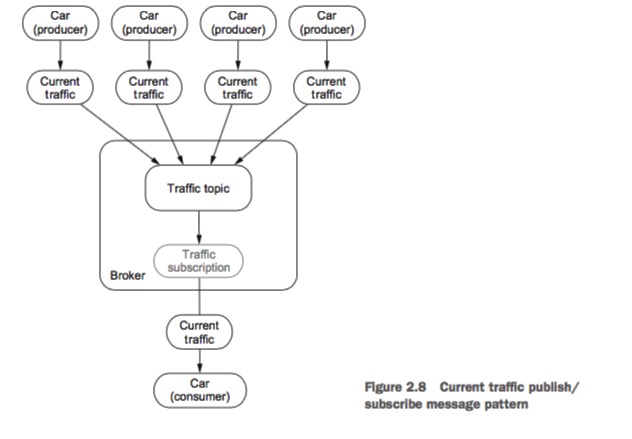 Car
(producer)
Car
(producer)
Car
(producer)
Car
(producer)
Current
traffic
Current
traffic
Current
traffic
Current
traffic
Traffic topic
Traffic
subscription
Broker
Current
traffic
Car
(consumer)
Figure 2.8 Current traffic publish/
subscribe message pattern